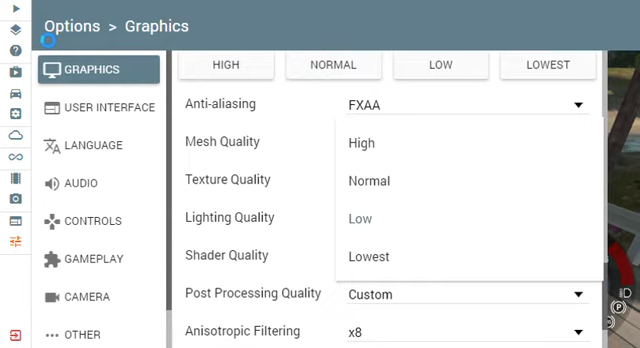 Options > Graphics
HIGH NORMAL LOW LOWEST
GRAPHICS
USER INTERFACE
LANGUAGE
AUDIO
CONTROLS
GAMEPLAY
CAMERA
OTHER
Anti-aliasing FXAA
Mesh Quality
Texture Quality
Lighting Quality
Shader Quality
High
Normal
Low
Lowest
Post Processing Quality Custom
Anisotropic Filtering x8